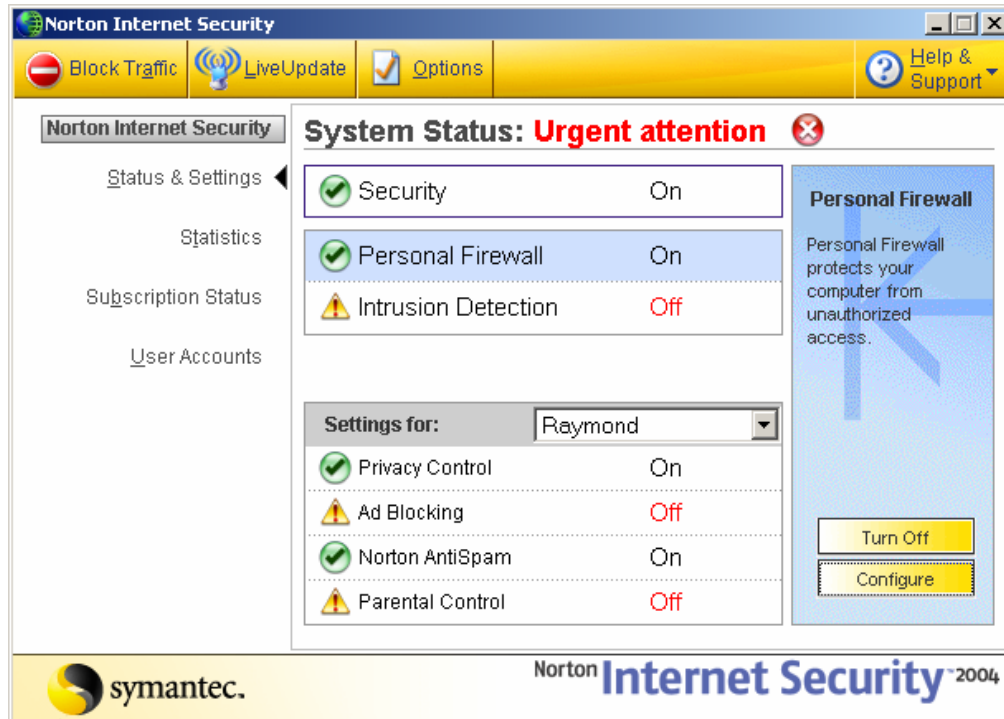 Norton Internet Security
Block Traffic LiveUpdate Options Help & Support
Norton Internet Security
Status & Settings
Statistics
Subscription Status
User Accounts
System Status: Urgent attention
Security On
Personal Firewall On
Intrusion Detection Off
Settings for: Raymond
Privacy Control On
Ad Blocking Off
Norton AntiSpam On
Parental Control Off
Personal Firewall
Personal Firewall
protects your
computer from
unauthorized
access.
Turn Off
Configure
symantec.
Norton Internet Security 2004